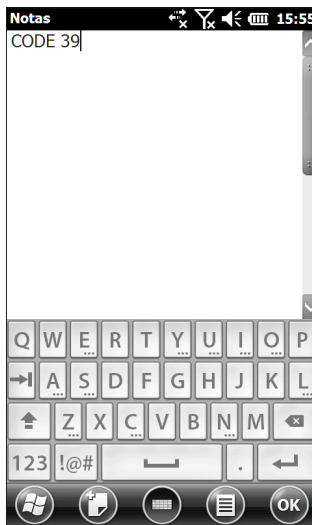 Notas 15:55
CODE 39
Q W E R T Y U I O P
A S D F G H J K L
Z X C V B N M
123 !@# .
OK